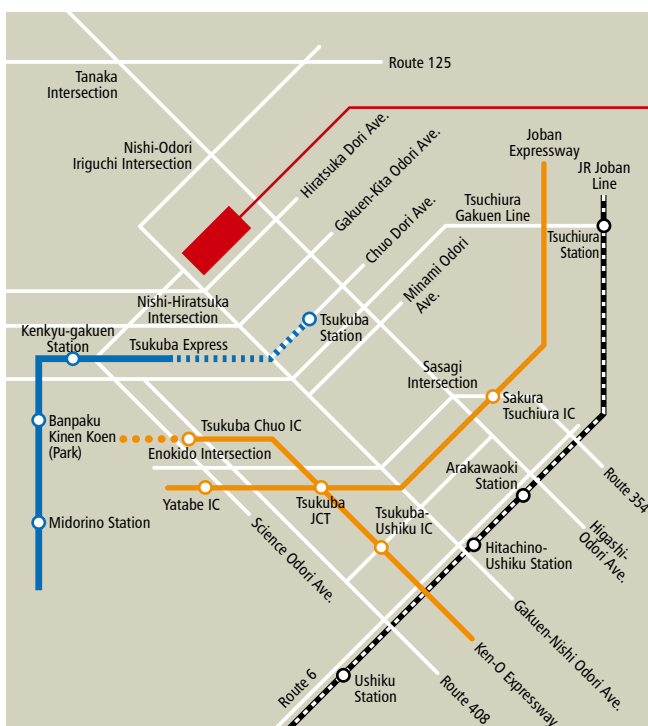 Route 125
Tanaka
Intersection
Nishi-Odori
Iriguchi Intersection
Hiratsuka Dori Ave.
Gakuen-Kita Odori Ave.
Joban
Expressway
JR Joban
Line
Tsuchiura
Gakuen Line
Chuo Dori Ave.
Tsuchiura
Station
Minami Odori
Ave.
Nishi-Hiratsuka
Intersection
Tsukuba
Station
Kenkyu-gakuen
Station
Tsukuba Express
Sasagi
Intersection
Sakura
Tsuchiura IC
Banpaku
Kinen Koen
(Park)
Tsukuba Chuo IC
Enokido Intersection
Arakawaoki
Station
Route 354
Yatabe IC
Tsukuba
JCT
Tsukuba-
Ushiku IC
Midorino Station
Science Odori Ave.
Higashi-
Odori Ave.
Hitachino-
Ushiku Station
Gakuen-Nishi Odori Ave.
Ken-O Expressway
Route 6
Ushiku
Station
Route 408